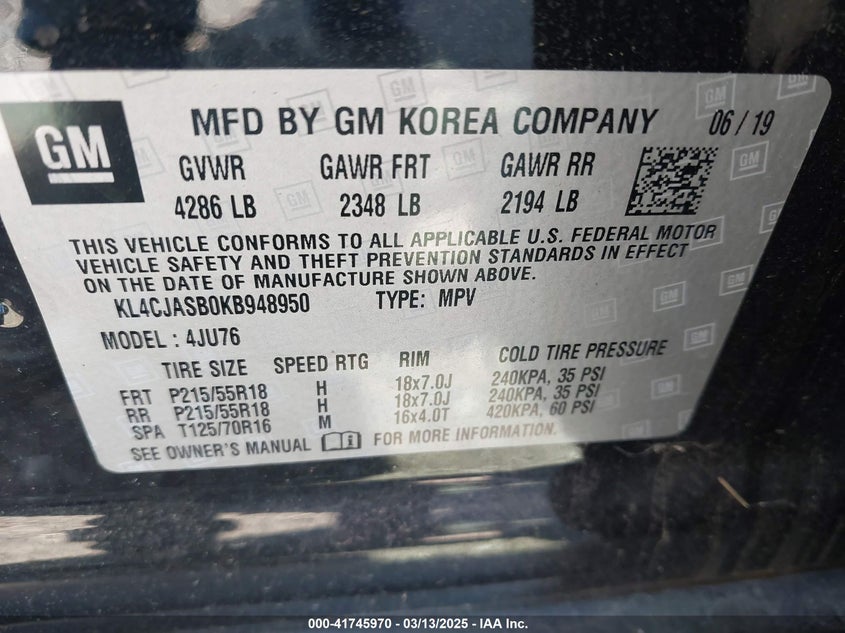 GM
MFD BY GM KOREA COMPANY 06 / 19
GVWR GAWR FRT GAWR RR
4286 LB 2348 LB 2194 LB
THIS VEHICLE CONFORMS TO ALL APPLICABLE U.S. FEDERAL MOTOR
VEHICLE SAFETY AND THEFT PREVENTION STANDARDS IN EFFECT
ON THE DATE OF MANUFACTURE SHOWN ABOVE.
KL4CJASB0KB948950 TYPE: MPV
MODEL: 4JU76
TIRE SIZE SPEED RTG RIM COLD TIRE PRESSURE
FRT P215/55R18 H 18x7.0J 240KPA, 35 PSI
RR P215/55R18 H 18x7.0J 240KPA, 35 PSI
SPA T125/70R16 M 16x4.0T 420KPA, 60 PSI
SEE OWNER'S MANUAL FOR MORE INFORMATION.
000-41745970 / 03/13/2025 - IAA Inc.